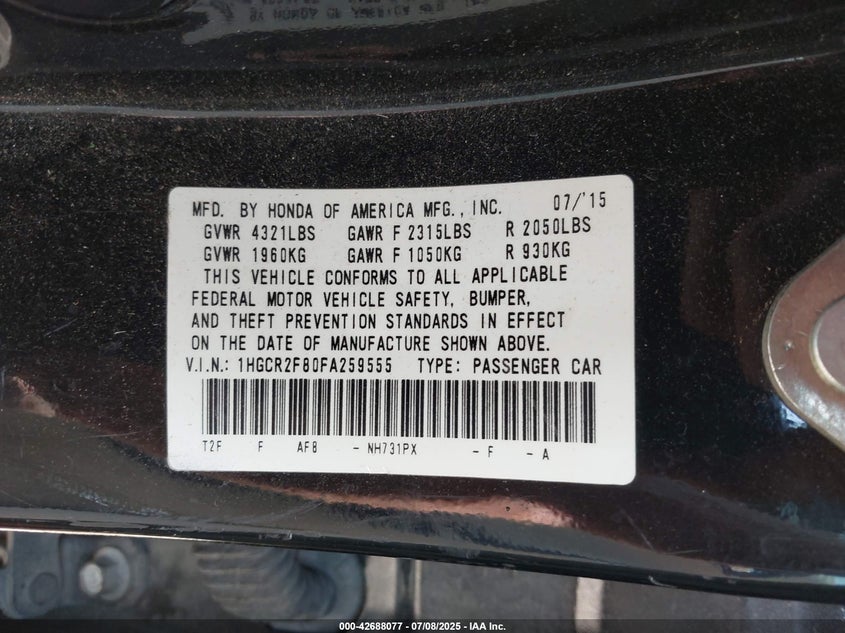 MFD. BY HONDA OF AMERICA MFG., INC. 07/'15
GVWR 4321LBS GAWR F 2315LBS R 2050LBS
GVWR 1960KG GAWR F 1050KG R 930KG
THIS VEHICLE CONFORMS TO ALL APPLICABLE
FEDERAL MOTOR VEHICLE SAFETY, BUMPER,
AND THEFT PREVENTION STANDARDS IN EFFECT
ON THE DATE OF MANUFACTURE SHOWN ABOVE.
V.I.N.: 1HGCR2F80FA259555 TYPE: PASSENGER CAR
T2F F AF8 - NH731PX - F - A
000-42688077 - 07/08/2025 - IAA Inc.